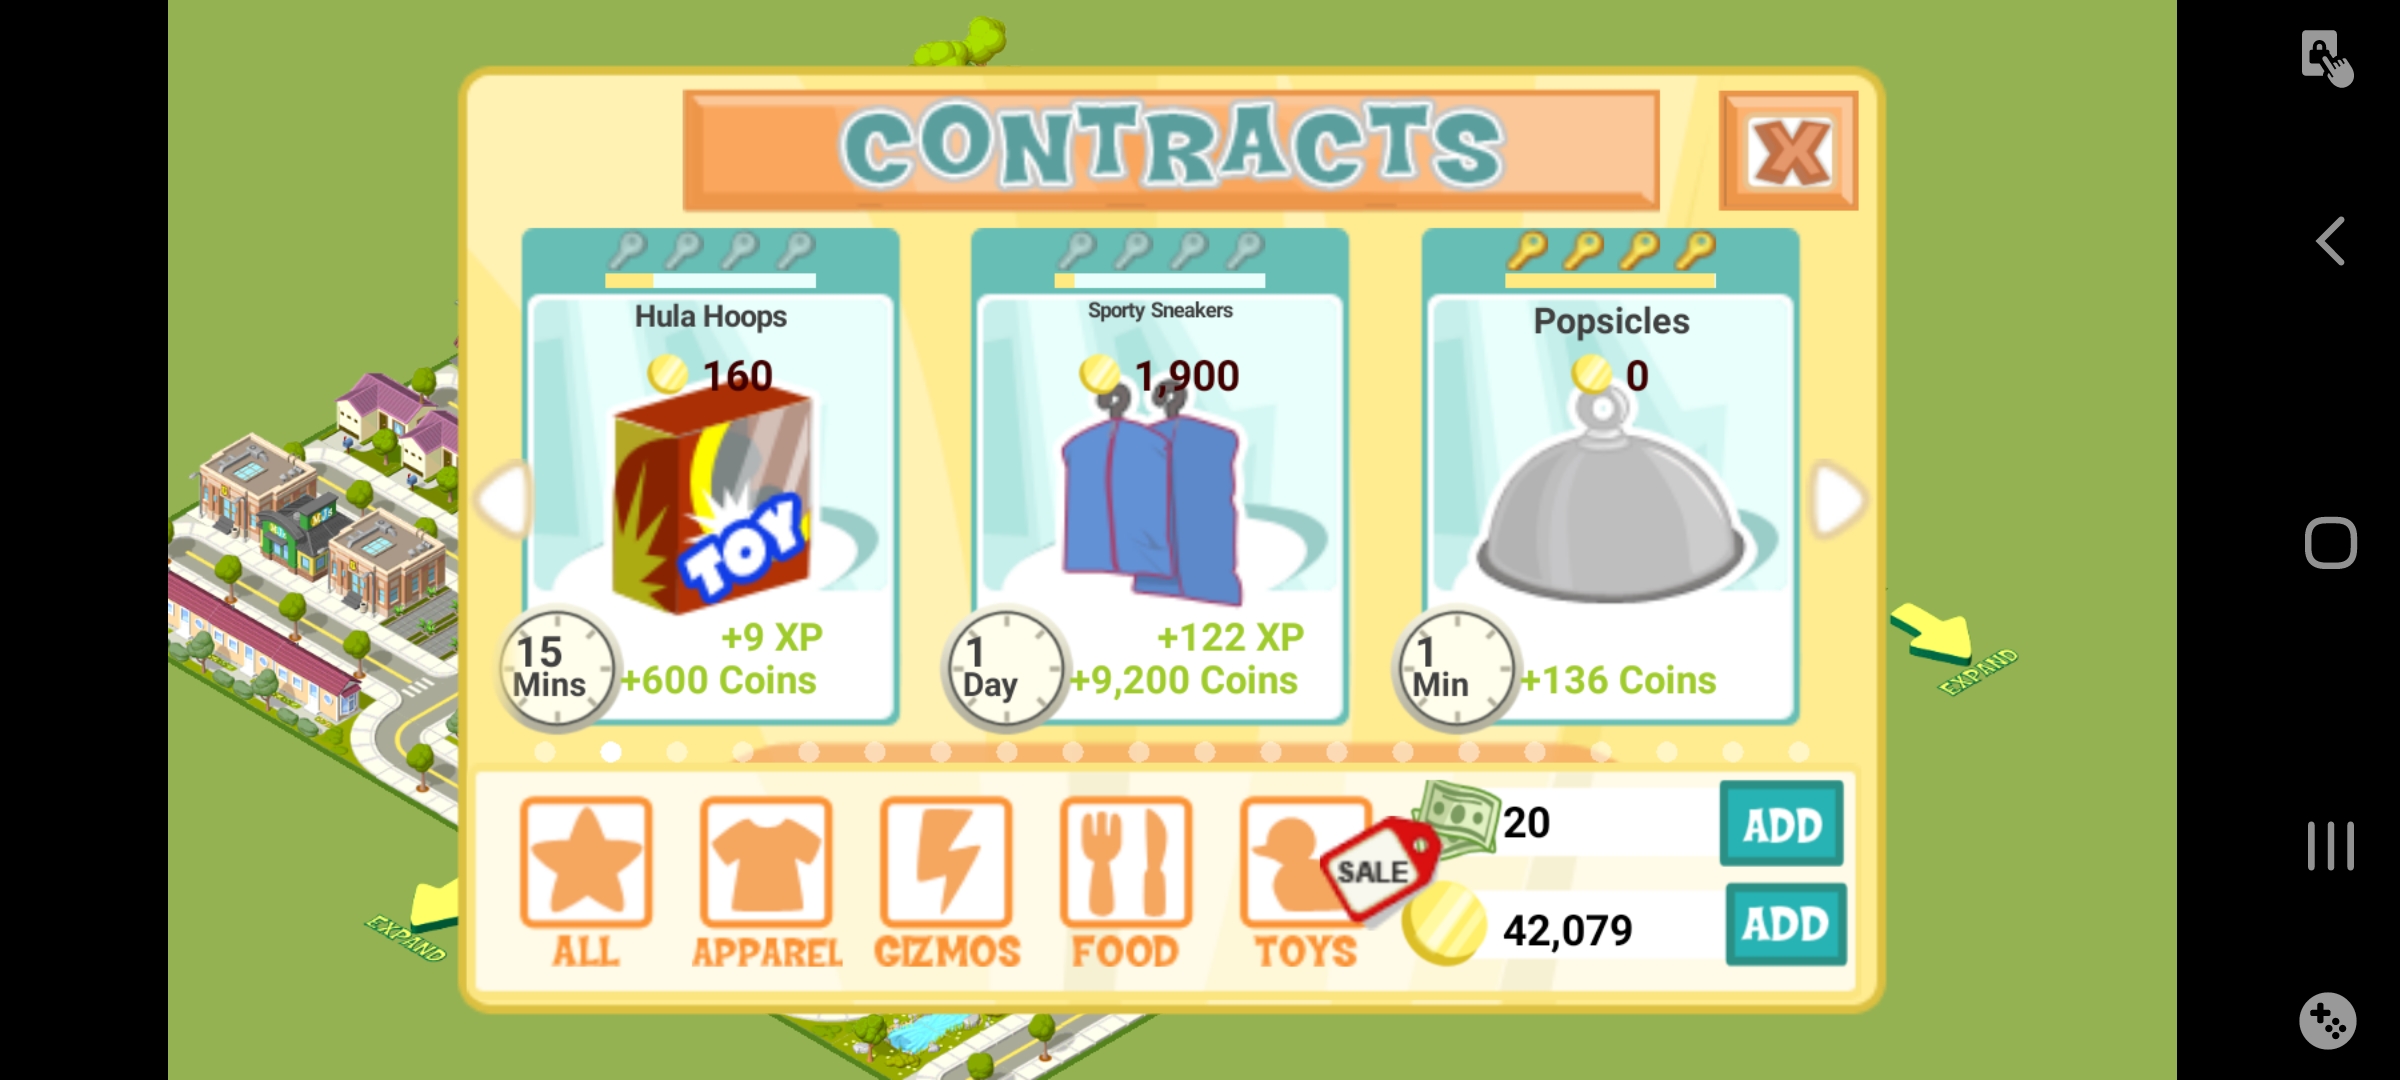 CONTRACTS
X
Hula Hoops
160
TOY
15
Mins
+9 XP
+600 Coins
Sporty Sneakers
1,900
1
Day
+122 XP
+9,200 Coins
Popsicles
0
1
Min
+136 Coins
EXPAND
EXPAND
MJs
ALL
APPAREL
GIZMOS
FOOD
TOYS
SALE
20
ADD
42,079
ADD